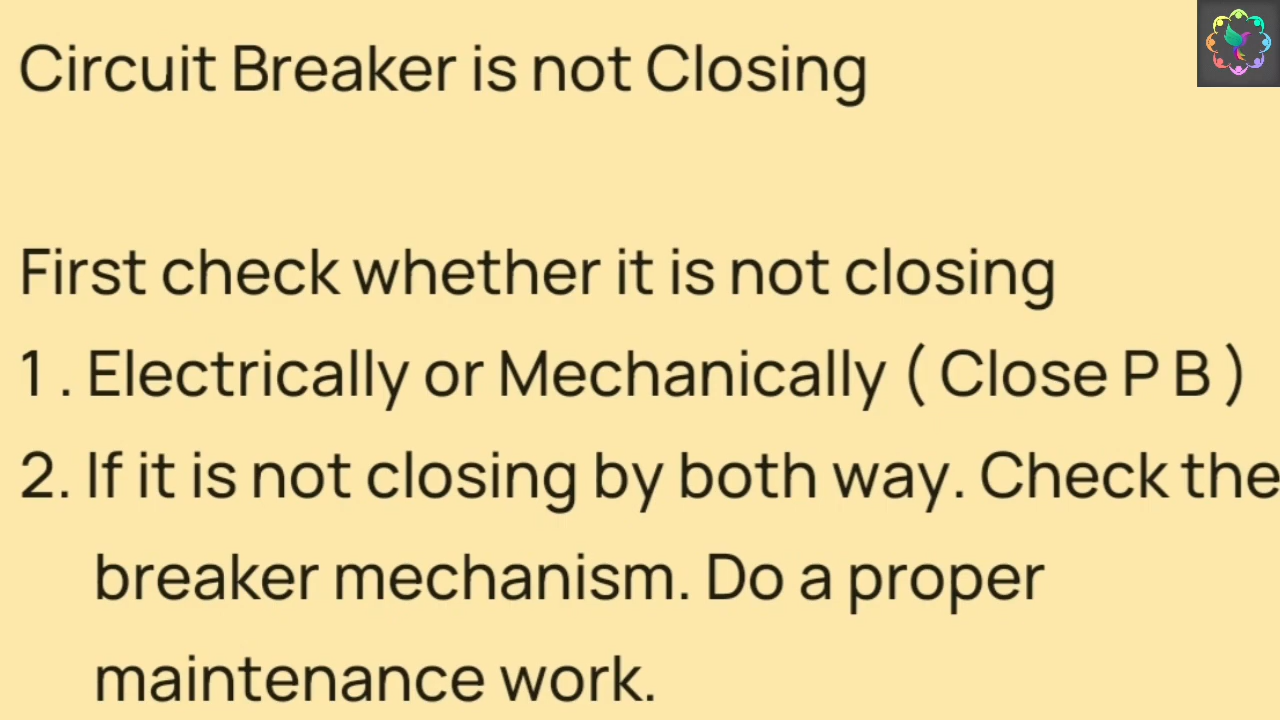 Circuit Breaker is not Closing
First check whether it is not closing
1 . Electrically or Mechanically ( Close P B )
2. If it is not closing by both way. Check the
breaker mechanism. Do a proper
maintenance work.